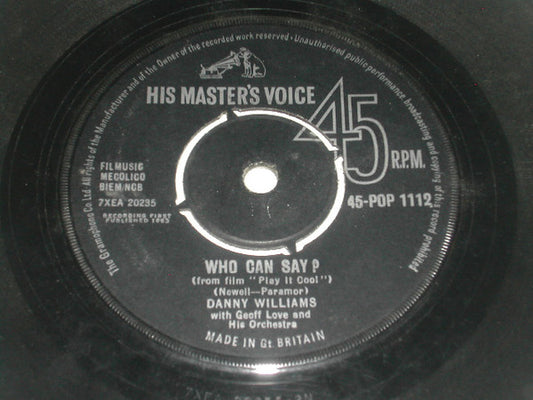 The Gramophone Co. Ltd. All rights of the Manufacturer and of the Owner of the recorded work reserved · Unauthorised public performance broadcasting and copying of this record prohibited
HIS MASTER'S VOICE
45
R.P.M.
FILMUSIC
MECOLICO
BIEM/NCB
7XEA 20235
RECORDING FIRST
PUBLISHED 1962
45-POP 1112
WHO CAN SAY?
(from film "Play It Cool")
(Newell—Paramor)
DANNY WILLIAMS
with Geoff Love and
His Orchestra
MADE IN Gt. BRITAIN